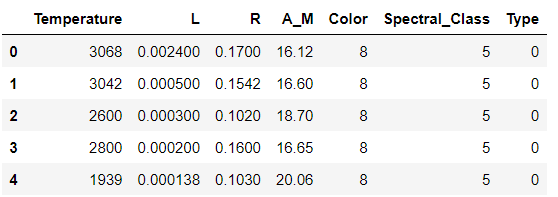 Temperature L R A_M Color Spectral_Class Type
0 3068 0.002400 0.1700 16.12 8 5 0
1 3042 0.000500 0.1542 16.60 8 5 0
2 2600 0.000300 0.1020 18.70 8 5 0
3 2800 0.000200 0.1600 16.65 8 5 0
4 1939 0.000138 0.1030 20.06 8 5 0